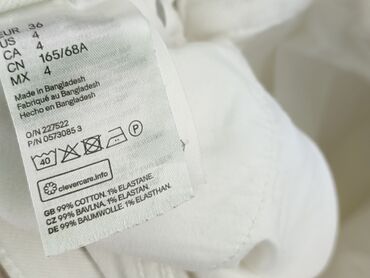 EUR 36
US 4
CA 4
CN 165/68A
MX 4
Made in Bangladesh
Fabriqué au Bangladesh
Hecho en Bangladesh
O/N 227522
P/N 0573085 3
40 P
clevercare.info
GB 99% COTTON. 1% ELASTANE.
CZ 99% BAVLNA. 1% ELASTAN.
DE 99% BAUMWOLLE. 1% ELASTHAN.